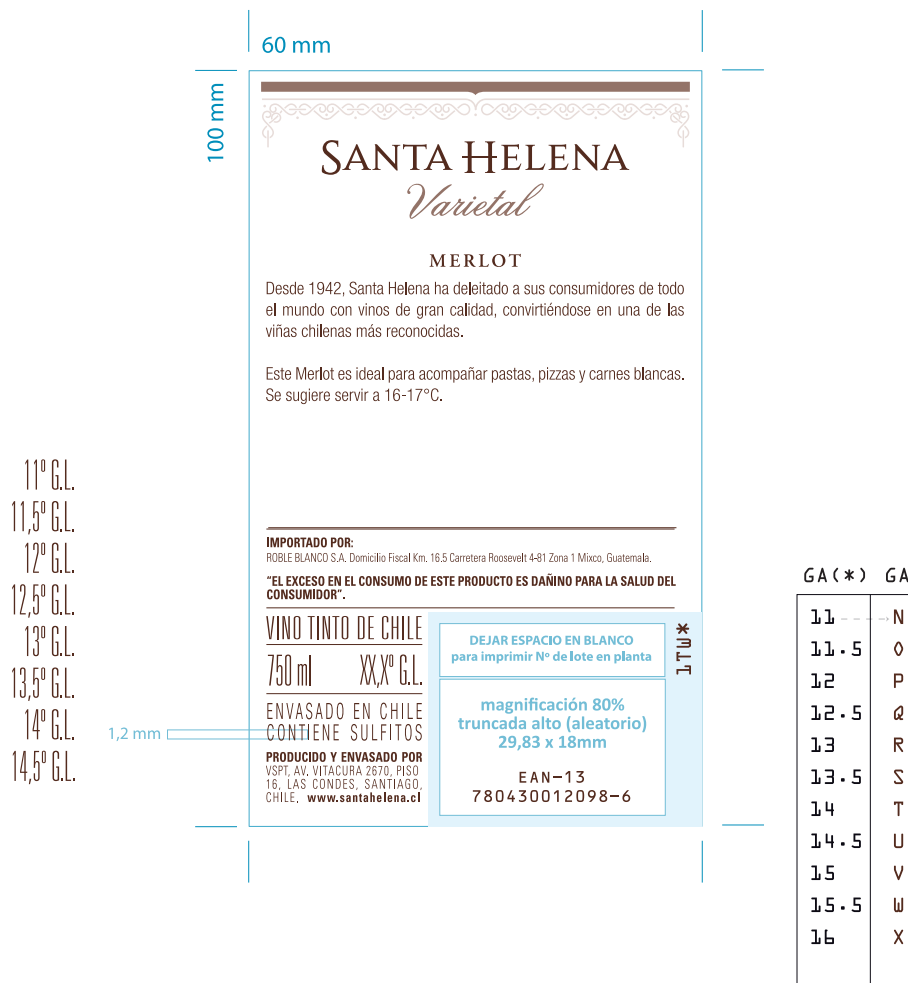 60 mm
100 mm
SANTA HELENA
Varietal
MERLOT
Desde 1942, Santa Helena ha deleitado a sus consumidores de todo
el mundo con vinos de gran calidad, convirtiéndose en una de las
viñas chilenas más reconocidas.
Este Merlot es ideal para acompañar pastas, pizzas y carnes blancas.
Se sugiere servir a 16-17°C.
11º G.L.
11,5º G.L.
12º G.L.
12,5º G.L.
13º G.L.
13,5º G.L.
14º G.L.
14,5º G.L.
IMPORTADO POR:
ROBLE BLANCO S.A. Domicilio Fiscal Km. 16.5 Carretera Roosevelt 4-81 Zona 1 Mixco, Guatemala.
“EL EXCESO EN EL CONSUMO DE ESTE PRODUCTO ES DAÑINO PARA LA SALUD DEL
CONSUMIDOR”.
VINO TINTO DE CHILE
750 ml XX,Xº G.L.
ENVASADO EN CHILE
CONTIENE SULFITOS
1,2 mm
PRODUCIDO Y ENVASADO POR
VSPT, AV. VITACURA 2670, PISO
16, LAS CONDES, SANTIAGO,
CHILE. www.santahelena.cl
DEJAR ESPACIO EN BLANCO
para imprimir Nº de lote en planta
LTW*
magnificación 80%
truncada alto (aleatorio)
29,83 x 18mm
EAN-13
780430012098-6
GA(*) GA
11 N
11.5 O
12 P
12.5 Q
13 R
13.5 S
14 T
14.5 U
15 V
15.5 W
16 X